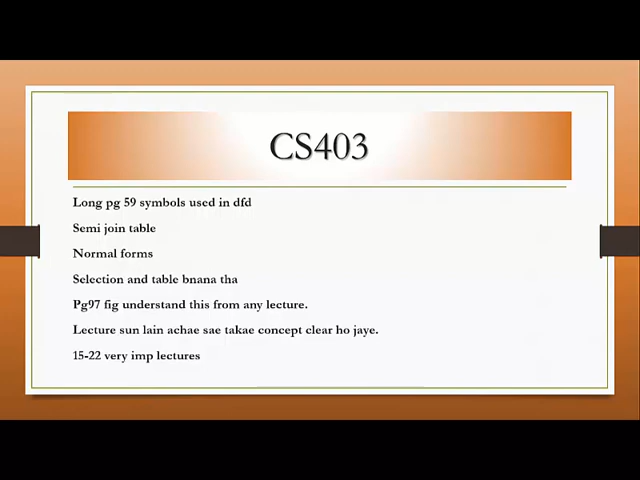 CS403
Long pg 59 symbols used in dfd
Semi join table
Normal forms
Selection and table bnana tha
Pg97 fig understand this from any lecture.
Lecture sun lain achae sae takae concept clear ho jaye.
15-22 very imp lectures